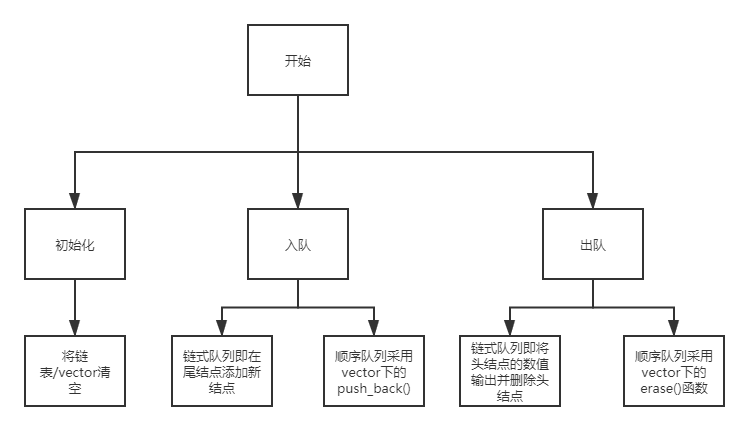 开始
初始化
入队
出队
将链
表/vector清
空
链式队列即在
尾结点添加新
结点
顺序队列采用
vector下的
push_back()
链式队列即将
头结点的数值
输出并删除头
结点
顺序队列采用
vector下的
erase()函数